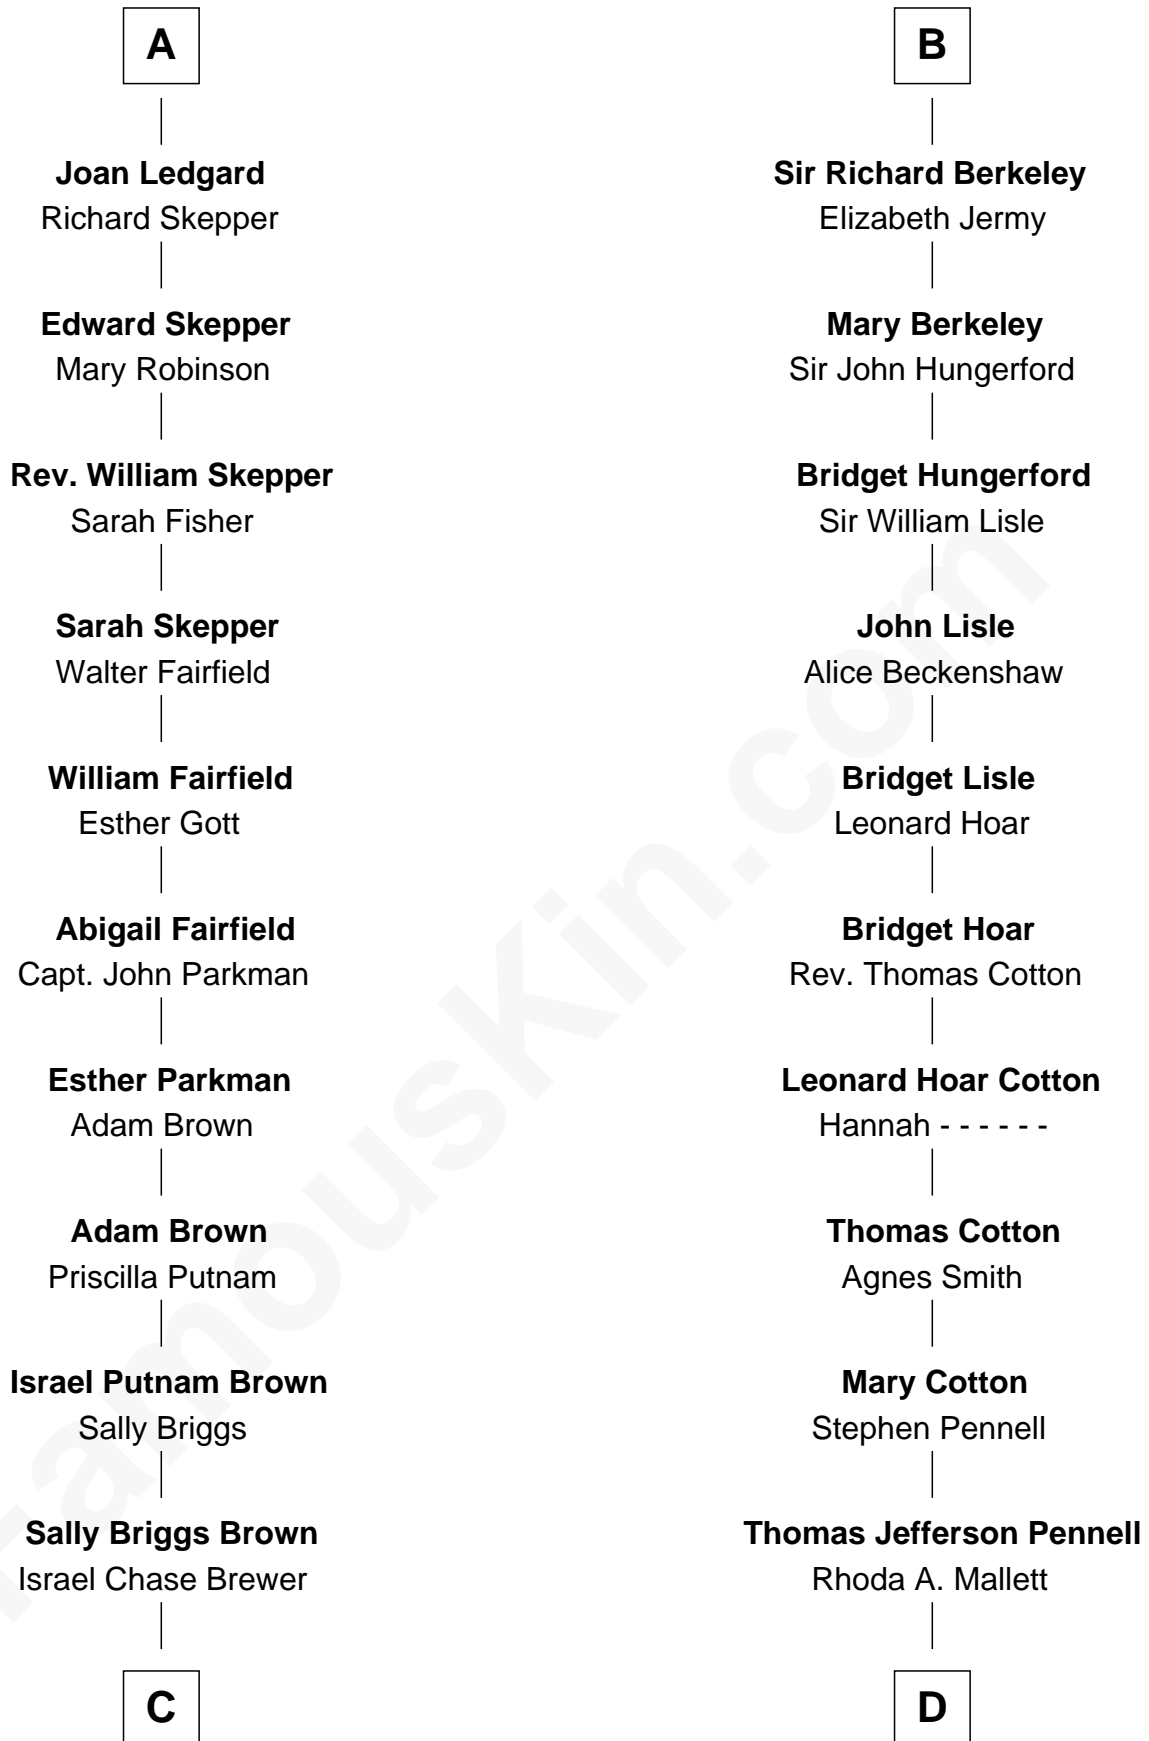 A
Joan Ledgard
Richard Skepper
Edward Skepper
Mary Robinson
Rev. William Skepper
Sarah Fisher
Sarah Skepper
Walter Fairfield
William Fairfield
Esther Gott
Abigail Fairfield
Capt. John Parkman
Esther Parkman
Adam Brown
Adam Brown
Priscilla Putnam
Israel Putnam Brown
Sally Briggs
Sally Briggs Brown
Israel Chase Brewer
C
B
Sir Richard Berkeley
Elizabeth Jermy
Mary Berkeley
Sir John Hungerford
Bridget Hungerford
Sir William Lisle
John Lisle
Alice Beckenshaw
Bridget Lisle
Leonard Hoar
Bridget Hoar
Rev. Thomas Cotton
Leonard Hoar Cotton
Hannah - - - - - -
Thomas Cotton
Agnes Smith
Mary Cotton
Stephen Pennell
Thomas Jefferson Pennell
Rhoda A. Mallett
D
FamousKin.com